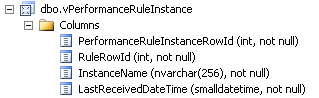 dbo.vPerformanceRuleInstance
Columns
PerformanceRuleInstanceRowId (int, not null)
RuleRowId (int, not null)
InstanceName (nvarchar(256), not null)
LastReceivedDateTime (smalldatetime, not null)